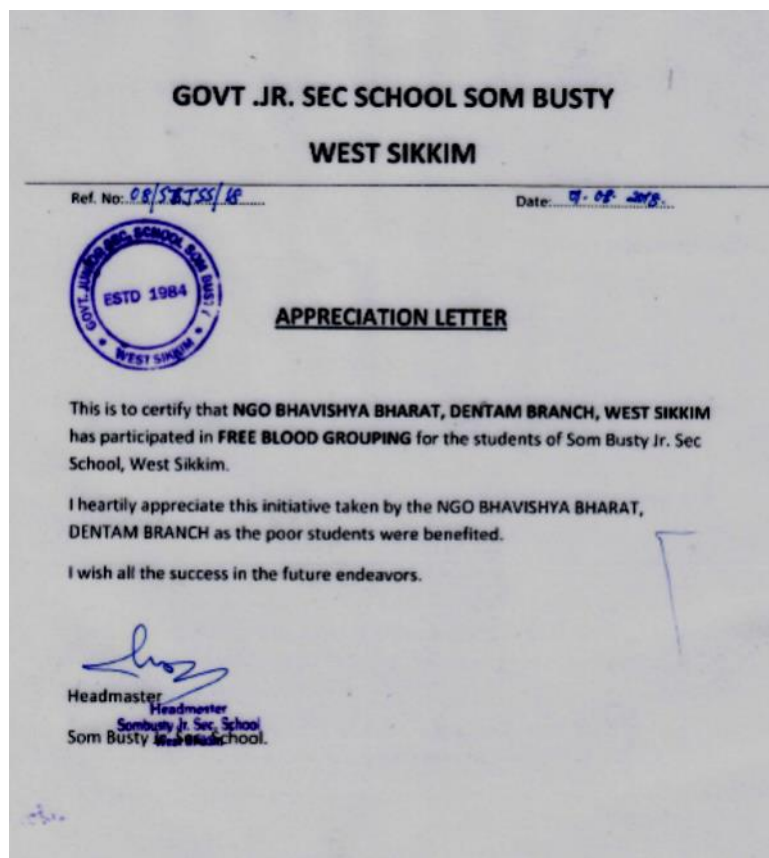 GOVT .JR. SEC SCHOOL SOM BUSTY
WEST SIKKIM
Ref. No: 08/SBJSS/18
Date: 08. 2018.
GOVT. JUNIOR SEC. SCHOOL SOM BUSTY
ESTD 1984
* WEST SIKKIM *
APPRECIATION LETTER
This is to certify that NGO BHAVISHYA BHARAT, DENTAM BRANCH, WEST SIKKIM
has participated in FREE BLOOD GROUPING for the students of Som Busty Jr. Sec
School, West Sikkim.
I heartily appreciate this initiative taken by the NGO BHAVISHYA BHARAT,
DENTAM BRANCH as the poor students were benefited.
I wish all the success in the future endeavors.
Headmaster
Headmaster
Sombusty Jr. Sec. School
West Sikkim
Som Busty Jr. Sec. School.